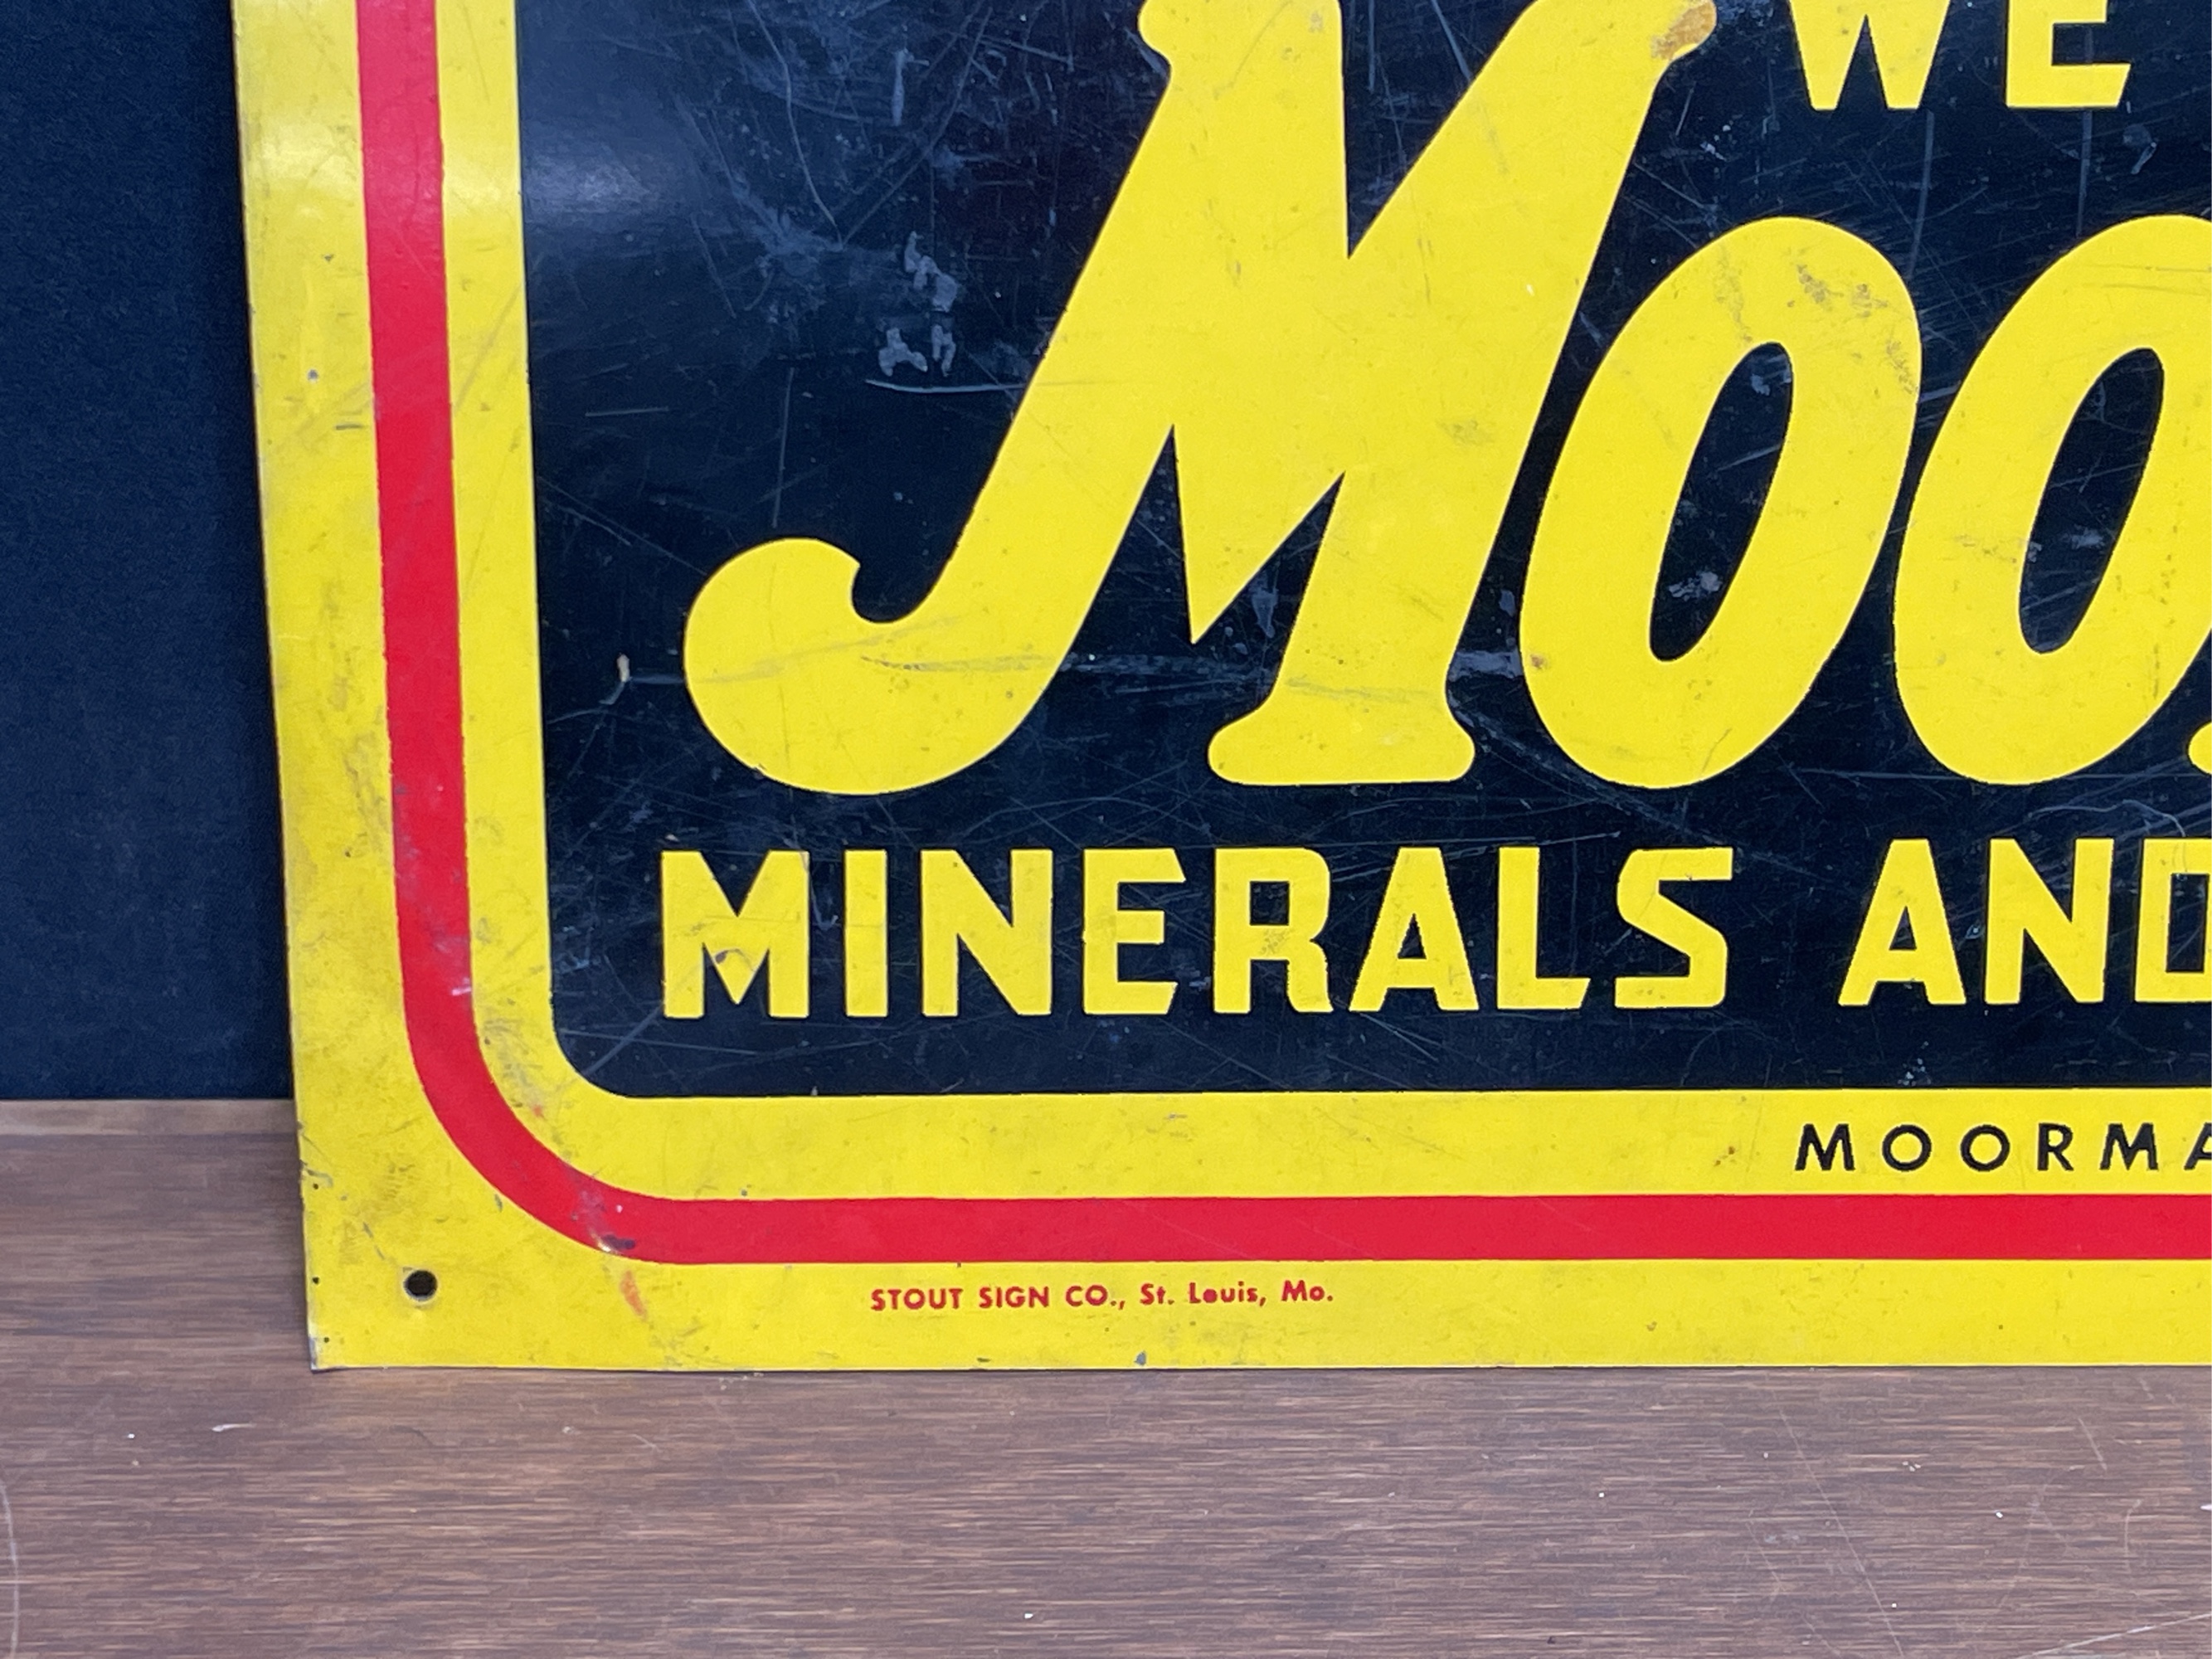 WE
Moo
MINERALS AND
MOORMA
STOUT SIGN CO., St. Louis, Mo.